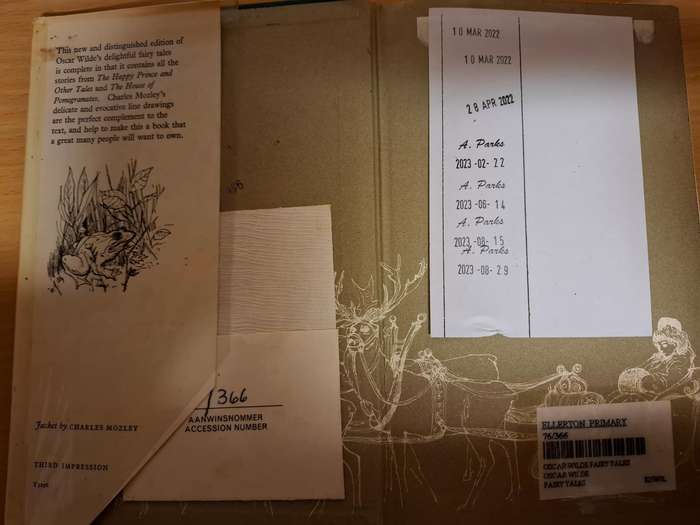 This new and distinguished edition of
Oscar Wilde's delightful fairy tales
is complete in that it contains all the
stories from The Happy Prince and
Other Tales and The House of
Pomegranates. Charles Mozley's
delicate and evocative line drawings
are the perfect complement to the
text, and help to make this a book that
a great many people will want to own.
Jacket by CHARLES MOZLEY
THIRD IMPRESSION
/366
AANWINSNOMMER
ACCESSION NUMBER
10 MAR 2022
10 MAR 2022
28 APR 2022
A. Parks
2023-02-22
A. Parks
2023-06-14
A. Parks
2023-08-15
A. Parks
2023-08-29
ELLERTON PRIMARY
76/366
OSCAR WILDE FAIRY TALES
OSCAR WILDE
FAIRY TALES